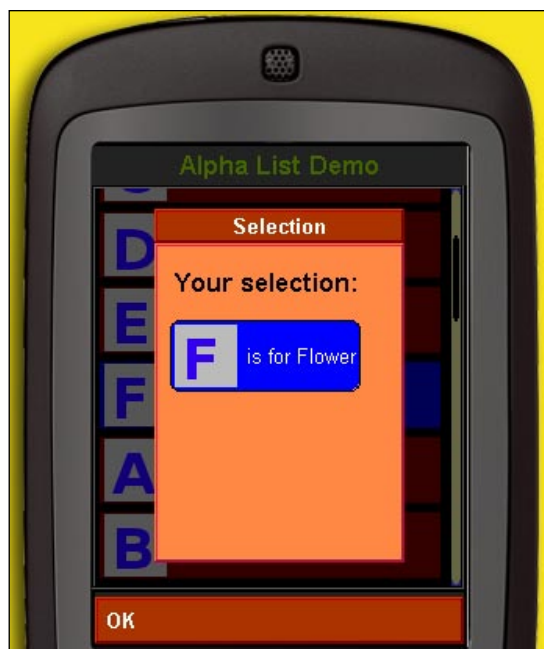 Alpha List Demo
Selection
Your selection:
F is for Flower
D
E
F
A
B
OK